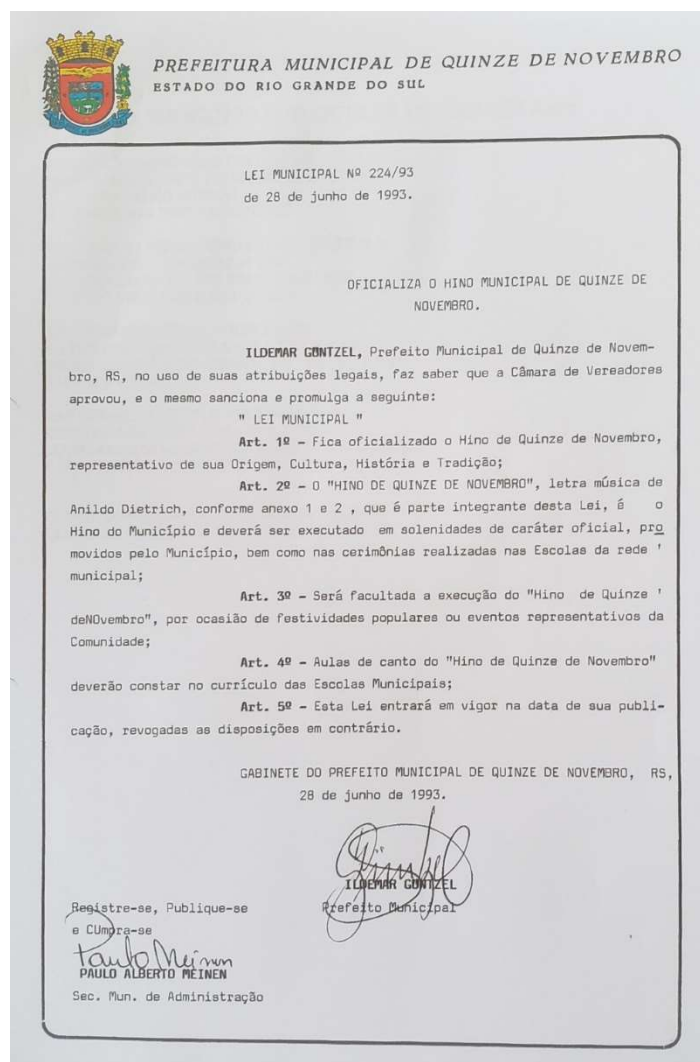 PREFEITURA MUNICIPAL DE QUINZE DE NOVEMBRO
ESTADO DO RIO GRANDE DO SUL
LEI MUNICIPAL Nº 224/93
de 28 de junho de 1993.
OFICIALIZA O HINO MUNICIPAL DE QUINZE DE
NOVEMBRO.
ILDEMAR GÜNTZEL, Prefeito Municipal de Quinze de Novem-
bro, RS, no uso de suas atribuições legais, faz saber que a Câmara de Vereadores
aprovou, e o mesmo sanciona e promulga a seguinte:
" LEI MUNICIPAL "
Art. 1º - Fica oficializado o Hino de Quinze de Novembro,
representativo de sua Origem, Cultura, História e Tradição;
Art. 2º - O "HINO DE QUINZE DE NOVEMBRO", letra música de
Anildo Dietrich, conforme anexo 1 e 2 , que é parte integrante desta Lei, é o
Hino do Município e deverá ser executado em solenidades de caráter oficial, pro
movidos pelo Município, bem como nas cerimônias realizadas nas Escolas da rede '
municipal;
Art. 3º - Será facultada a execução do "Hino de Quinze '
deNOvembro", por ocasião de festividades populares ou eventos representativos da
Comunidade;
Art. 4º - Aulas de canto do "Hino de Quinze de Novembro"
deverão constar no currículo das Escolas Municipais;
Art. 5º - Esta Lei entrará em vigor na data de sua publi-
cação, revogadas as disposições em contrário.
GABINETE DO PREFEITO MUNICIPAL DE QUINZE DE NOVEMBRO, RS,
28 de junho de 1993.
ILDEMAR GÜNTZEL
Prefeito Municipal
Registre-se, Publique-se
e CUmpra-se
Paulo Meinen
PAULO ALBERTO MEINEN
Sec. Mun. de Administração